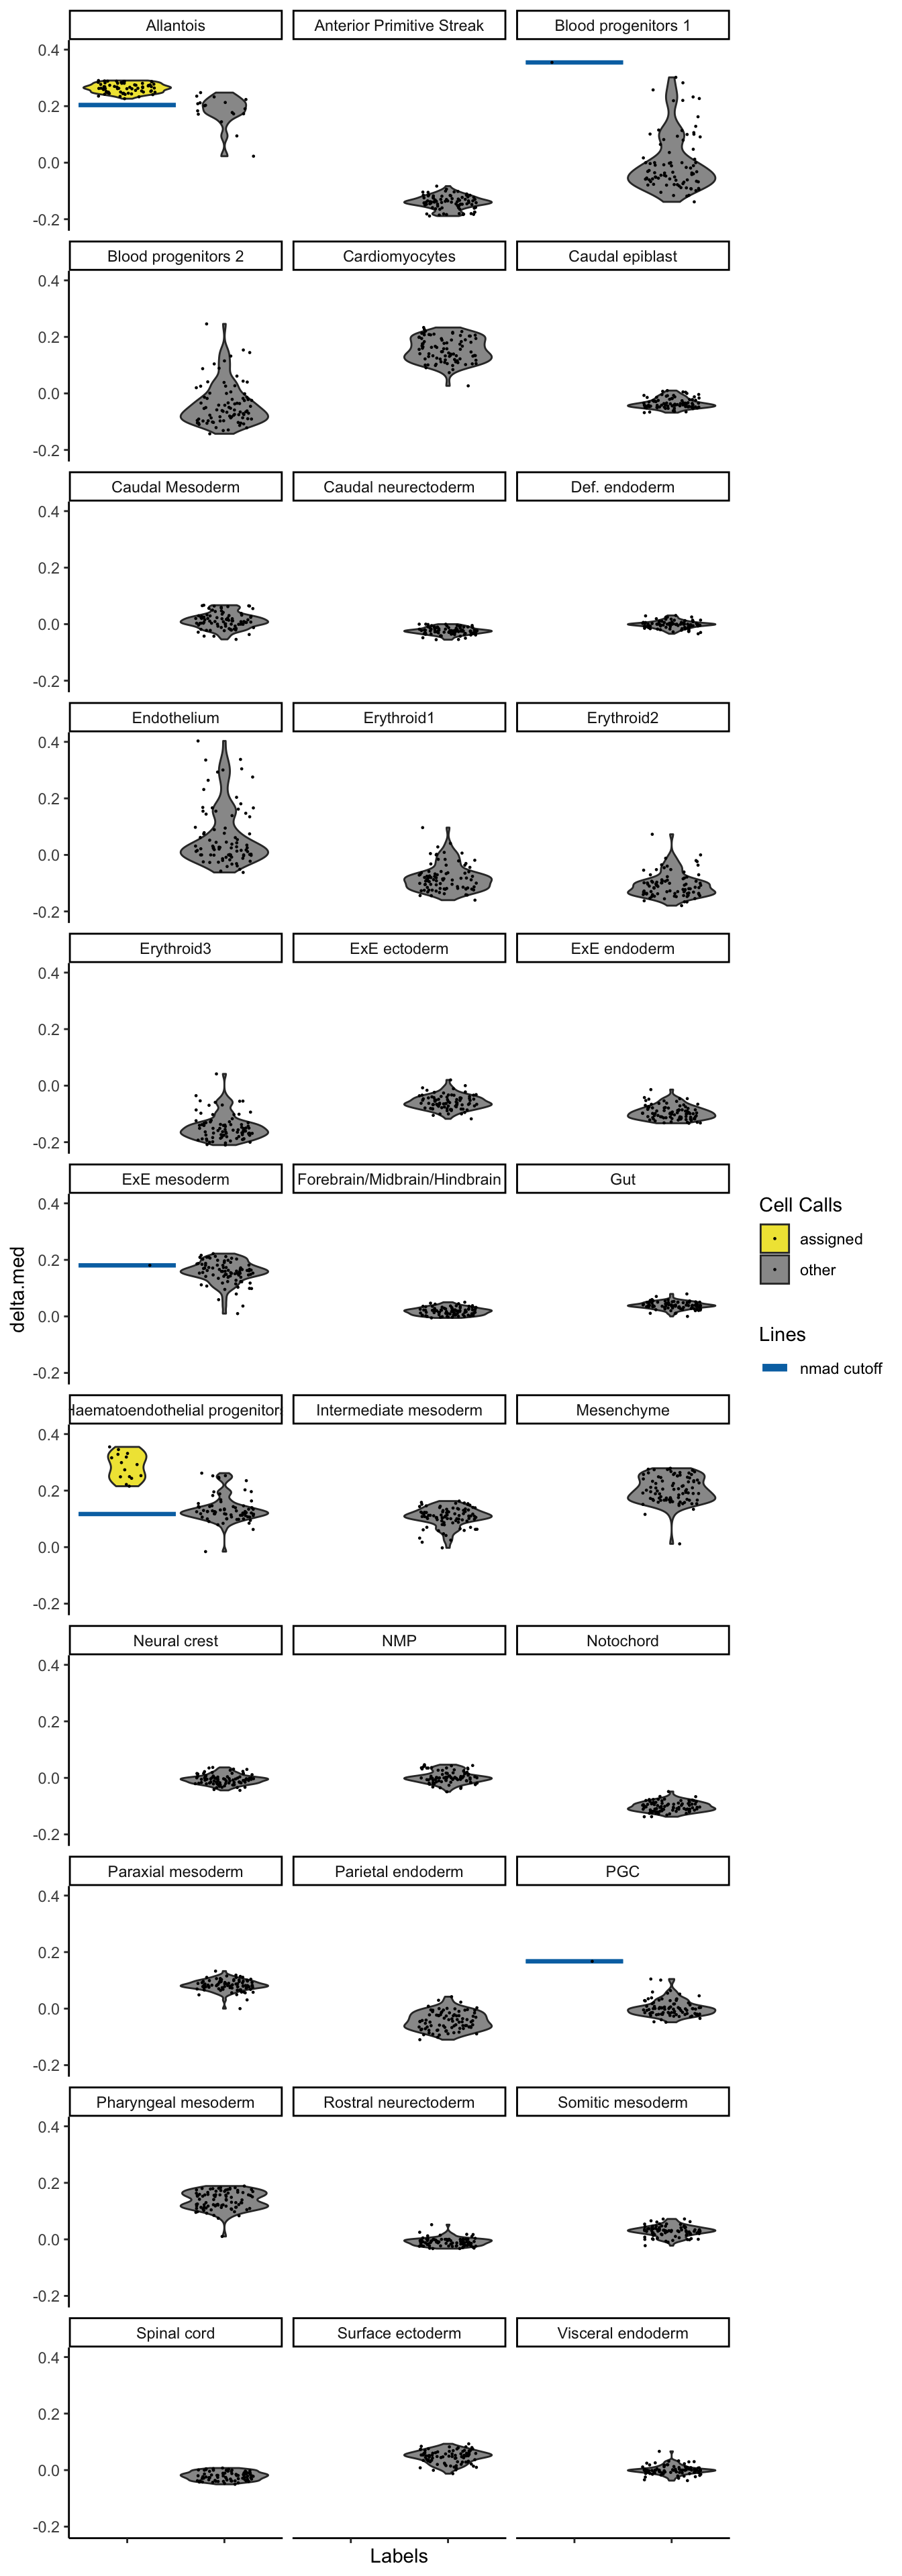 Allantois
Anterior Primitive Streak
Blood progenitors 1
0.4
0.2
0.0
-0.2
Blood progenitors 2
Cardiomyocytes
Caudal epiblast
0.4
0.2
0.0
-0.2
Caudal Mesoderm
Caudal neurectoderm
Def. endoderm
0.4
0.2
0.0
-0.2
Endothelium
Erythroid1
Erythroid2
0.4
0.2
0.0
-0.2
Erythroid3
ExE ectoderm
ExE endoderm
0.4
0.2
0.0
-0.2
ExE mesoderm
Forebrain/Midbrain/Hindbrain
Gut
0.4
0.2
0.0
-0.2
Haematoendothelial progenitors
Intermediate mesoderm
Mesenchyme
0.4
0.2
0.0
-0.2
Neural crest
NMP
Notochord
0.4
0.2
0.0
-0.2
Paraxial mesoderm
Parietal endoderm
PGC
0.4
0.2
0.0
-0.2
Pharyngeal mesoderm
Rostral neurectoderm
Somitic mesoderm
0.4
0.2
0.0
-0.2
Spinal cord
Surface ectoderm
Visceral endoderm
0.4
0.2
0.0
-0.2
delta.med
Labels
Cell Calls
assigned
other
Lines
nmad cutoff